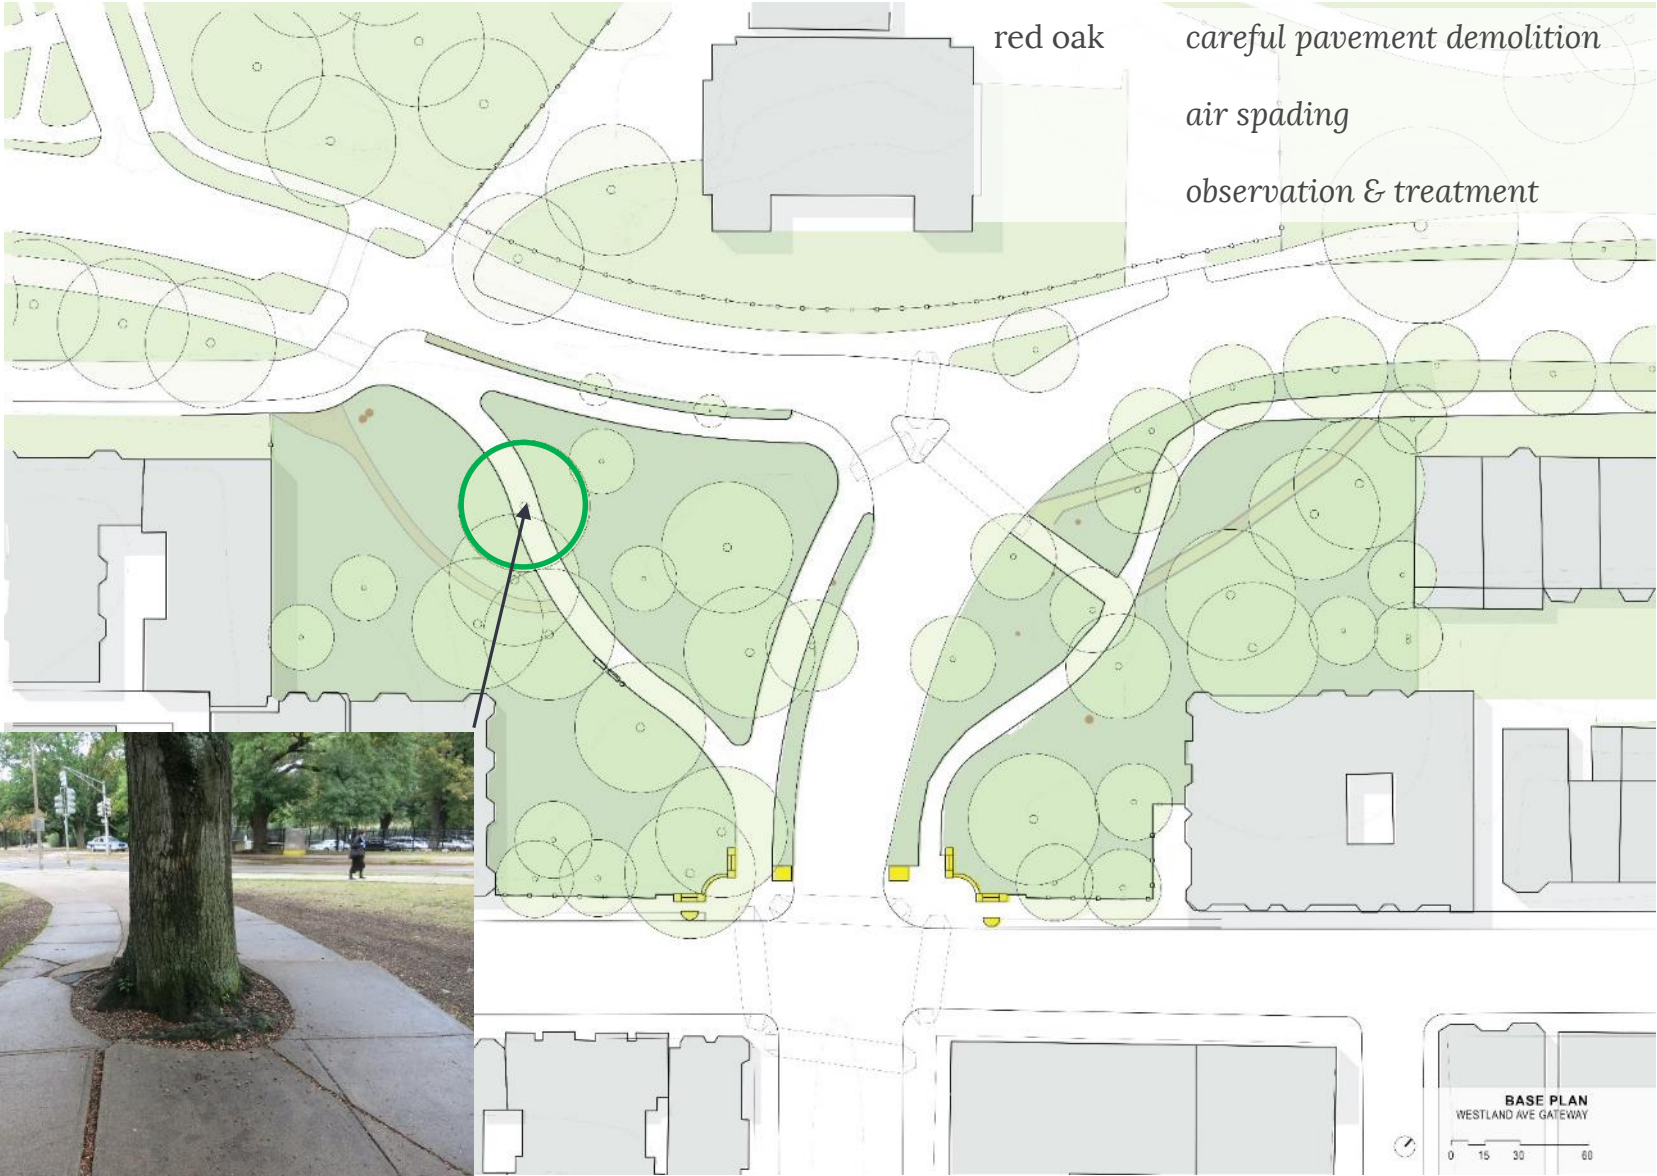 red oak
careful pavement demolition
air spading
observation & treatment
BASE PLAN
WESTLAND AVE GATEWAY
0 15 30 60